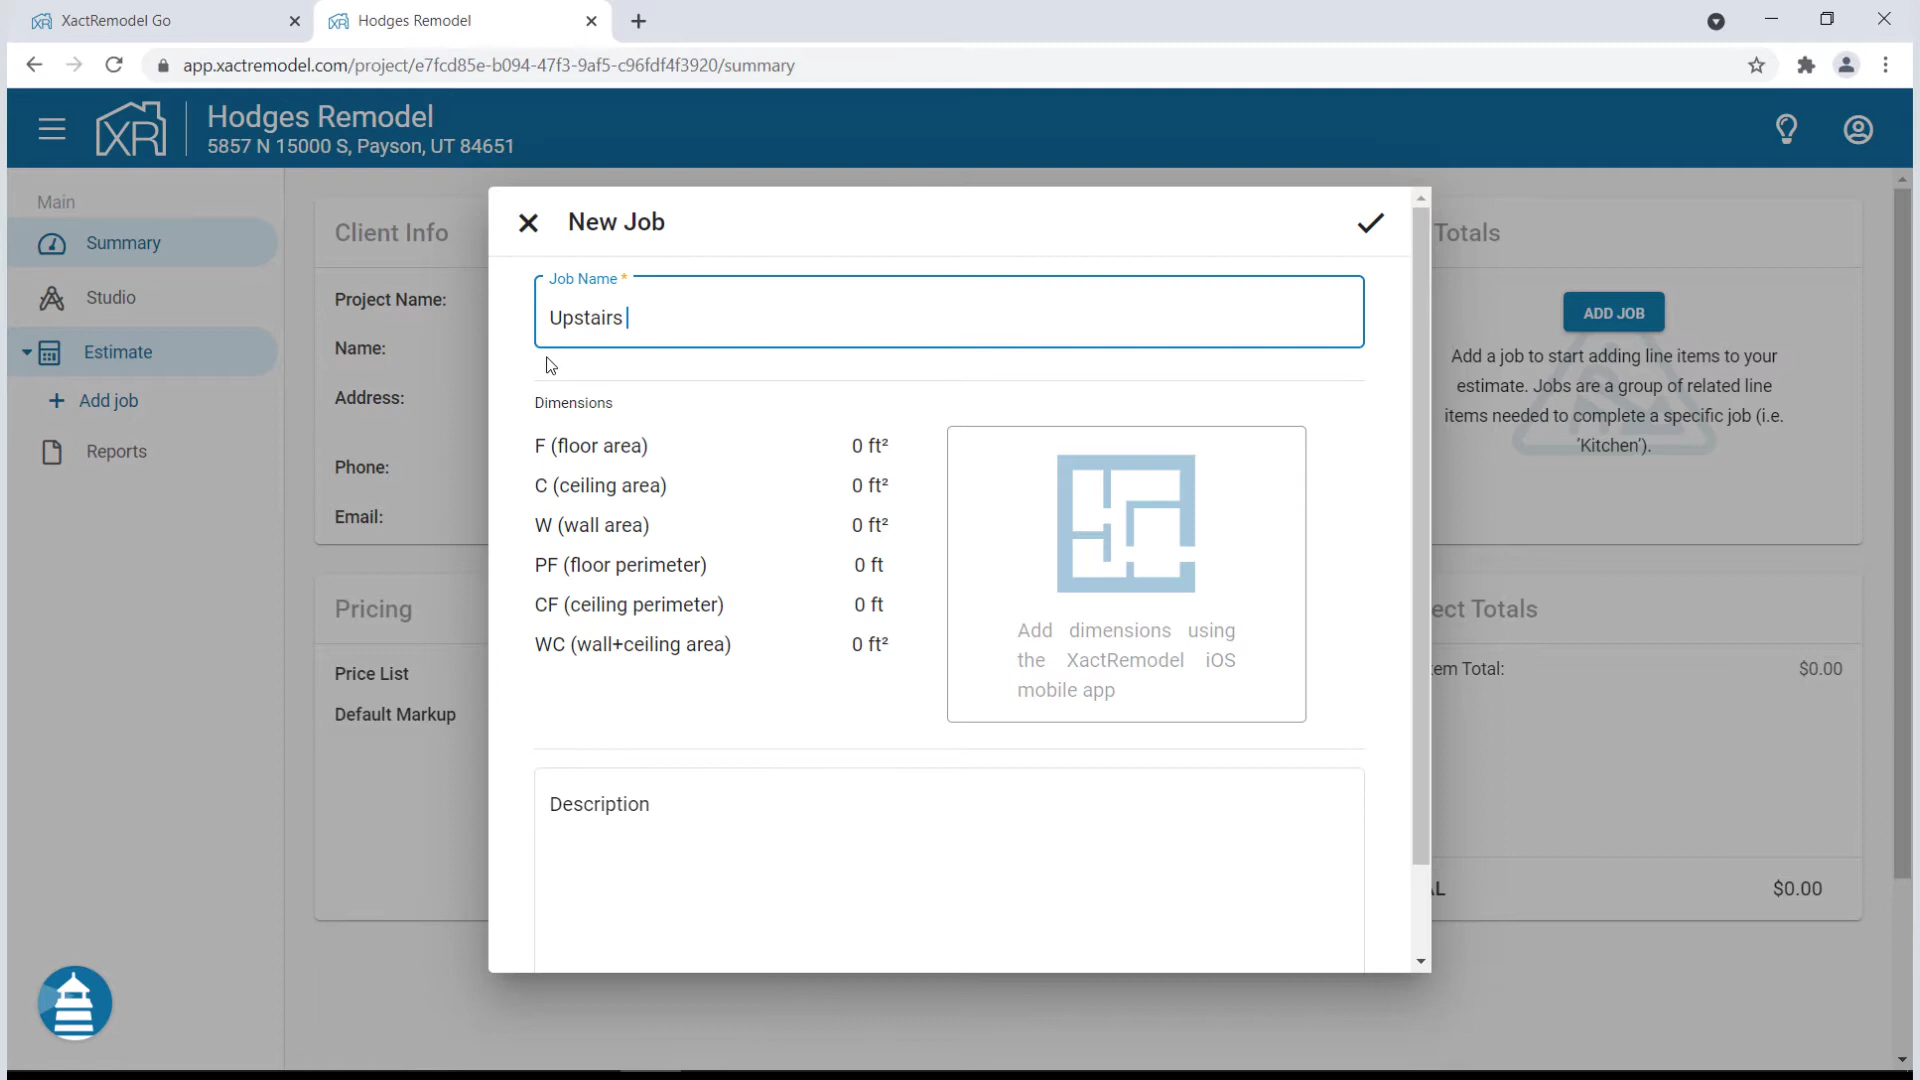 XactRemodel Go
Hodges Remodel
app.xactremodel.com/project/e7fcd85e-b094-47f3-9af5-c96fdf4f3920/summary
XR
Hodges Remodel
5857 N 15000 S, Payson, UT 84651
Main
Summary
Studio
Estimate
+ Add job
Reports
Client Info
Project Name:
Name:
Address:
Phone:
Email:
Pricing
Price List
Default Markup
New Job
Job Name *
Upstairs
Dimensions
F (floor area) 0 ft²
C (ceiling area) 0 ft²
W (wall area) 0 ft²
PF (floor perimeter) 0 ft
CF (ceiling perimeter) 0 ft
WC (wall+ceiling area) 0 ft²
Add dimensions using
the XactRemodel iOS
mobile app
Description
Totals
ADD JOB
Add a job to start adding line items to your
estimate. Jobs are a group of related line
items needed to complete a specific job (i.e.
'Kitchen').
ect Totals
em Total: $0.00
AL $0.00